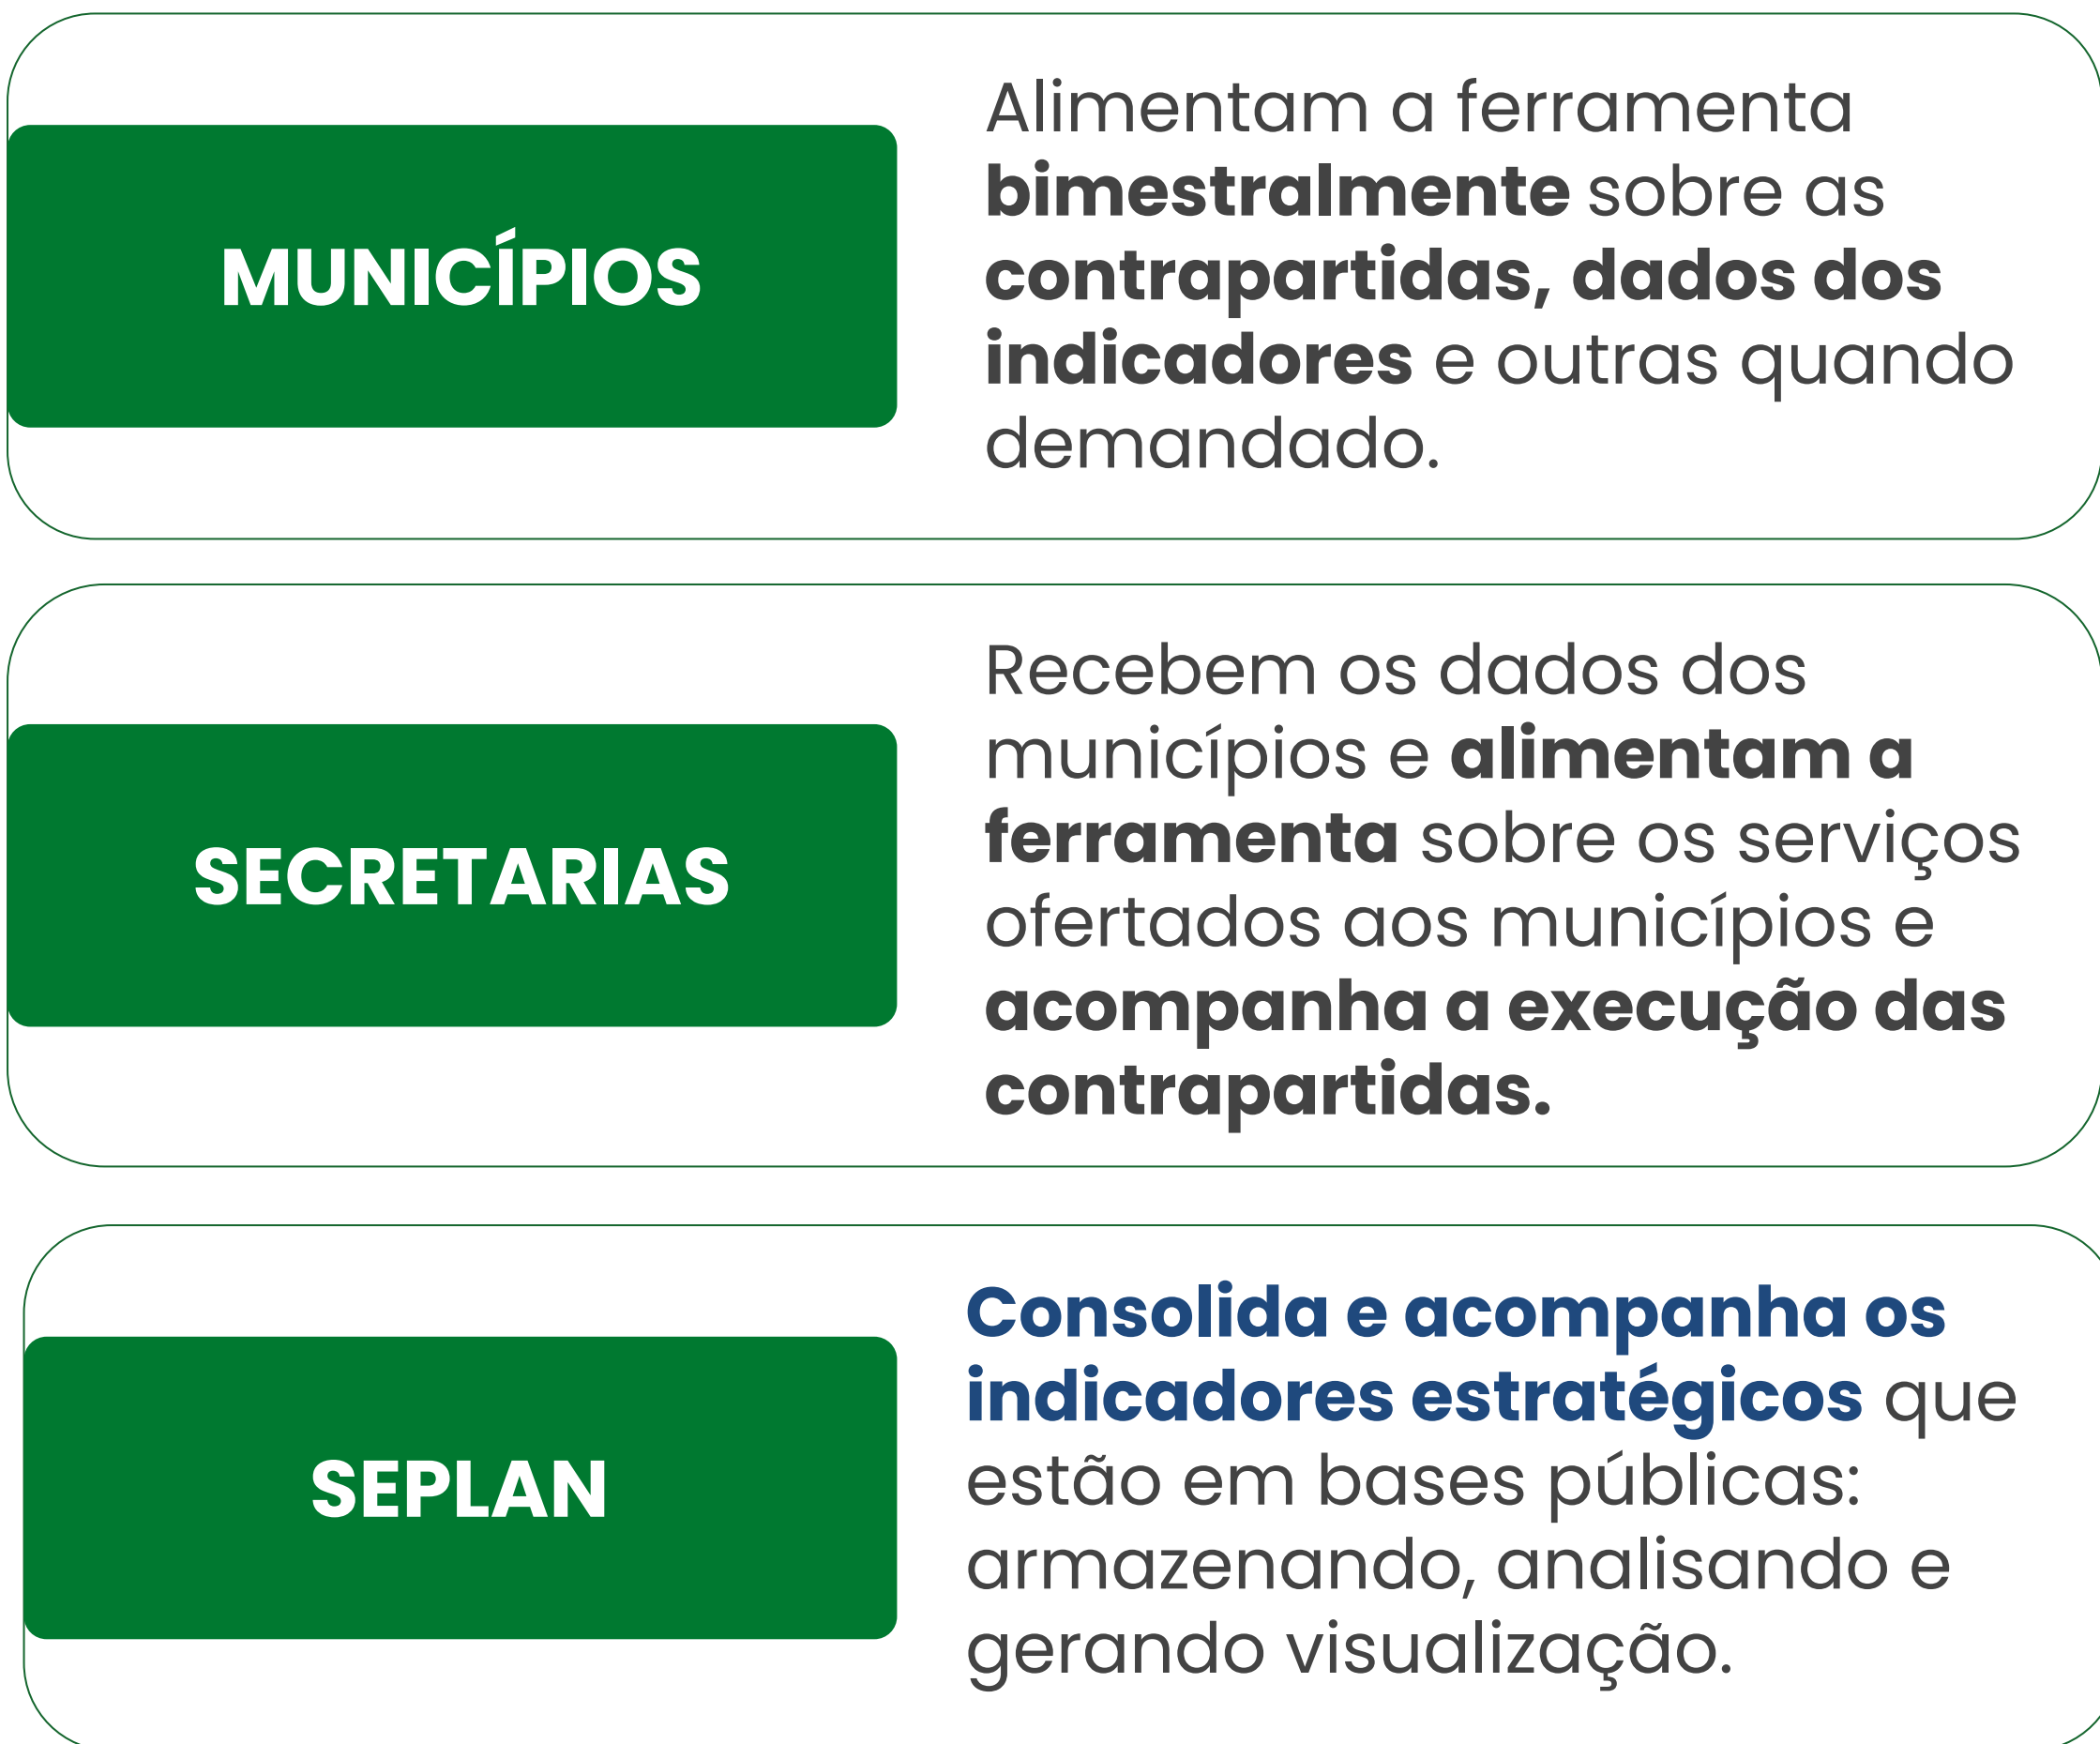 MUNICÍPIOS
Alimentam a ferramenta
bimestralmente sobre as
contrapartidas, dados dos
indicadores e outras quando
demandado.
SECRETARIAS
Recebem os dados dos
municípios e alimentam a
ferramenta sobre os serviços
ofertados aos municípios e
acompanha a execução das
contrapartidas.
SEPLAN
Consolida e acompanha os
indicadores estratégicos que
estão em bases públicas:
armazenando, analisando e
gerando visualização.